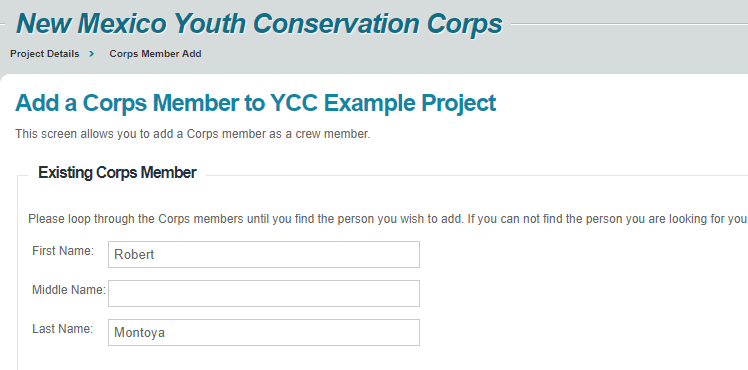 New Mexico Youth Conservation Corps
Project Details > Corps Member Add
Add a Corps Member to YCC Example Project
This screen allows you to add a Corps member as a crew member.
Existing Corps Member
Please loop through the Corps members until you find the person you wish to add. If you can not find the person you are looking for you
First Name: Robert
Middle Name:
Last Name: Montoya